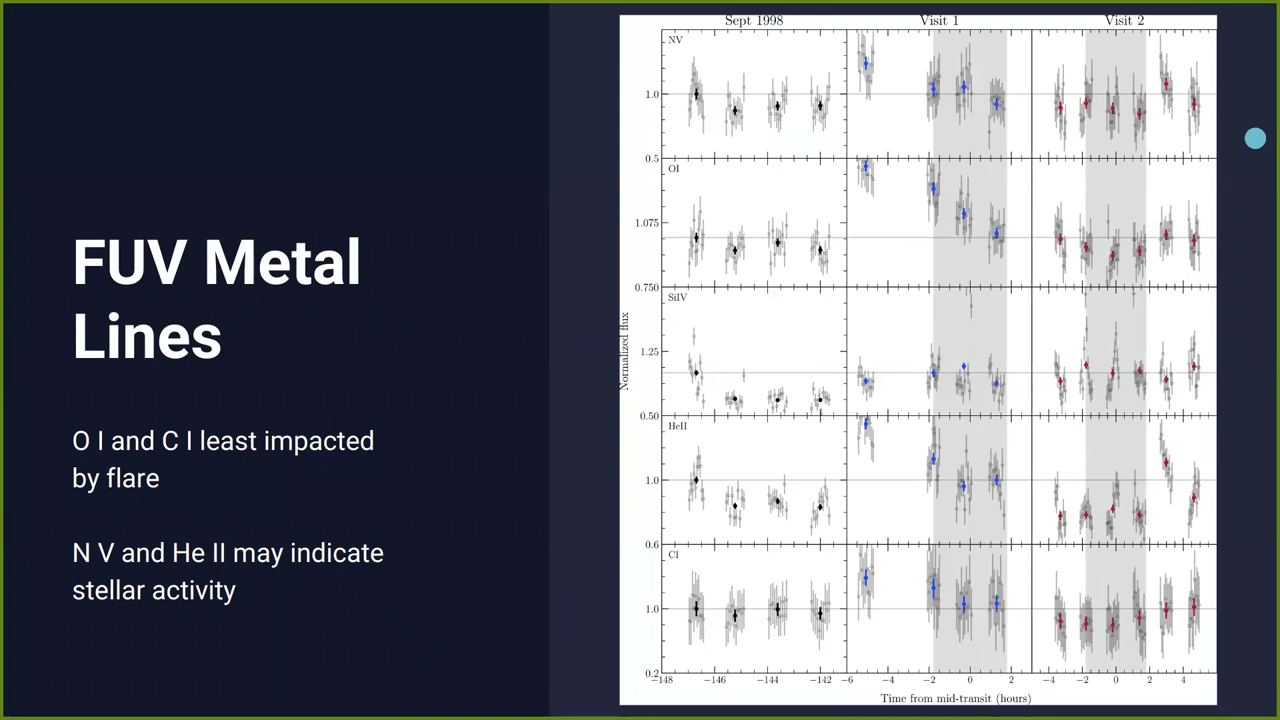 FUV Metal
Lines
O I and C I least impacted
by flare
N V and He II may indicate
stellar activity
Sept 1998 Visit 1 Visit 2
NV
1.0
0.5
OI
1.075
0.750
SiIV
1.25
0.50
HeII
1.0
0.6
CI
1.0
0.2
Normalized flux
−148 −146 −144 −142 −6 −4 −2 0 2 −4 −2 0 2 4
Time from mid-transit (hours)